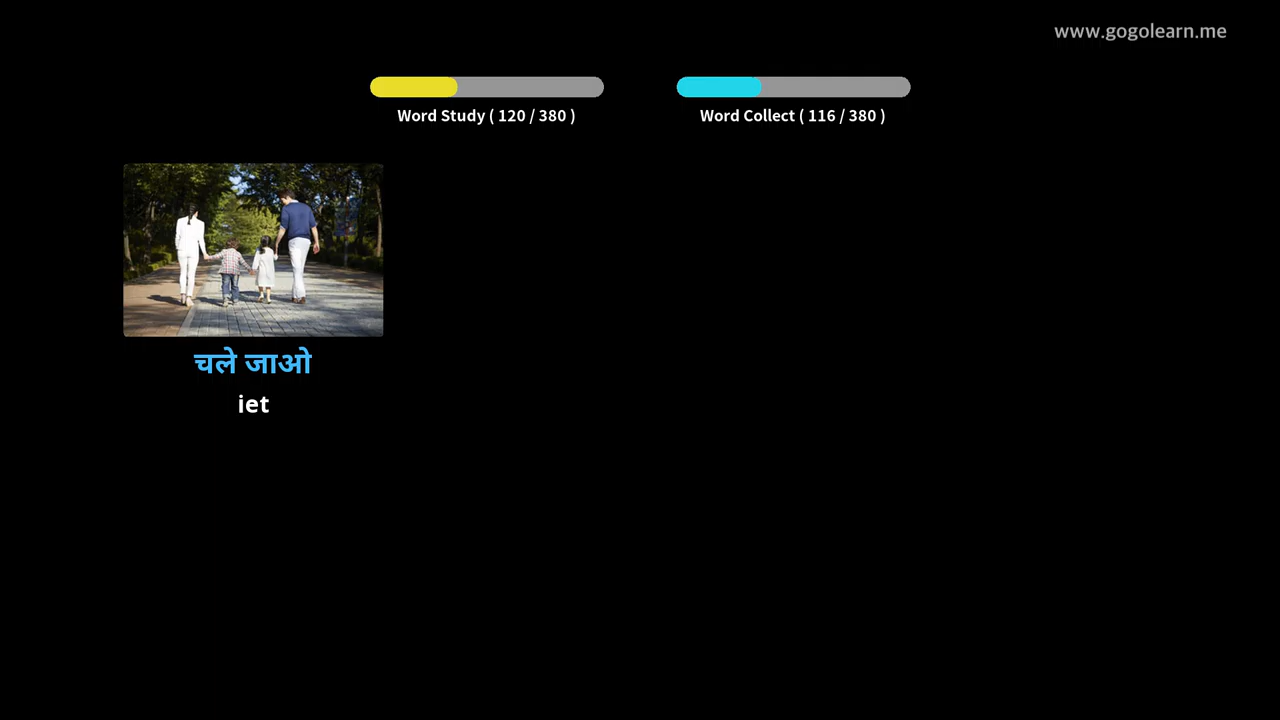 www.gogolearn.me
Word Study ( 120 / 380 )
Word Collect ( 116 / 380 )
चले जाओ
iet